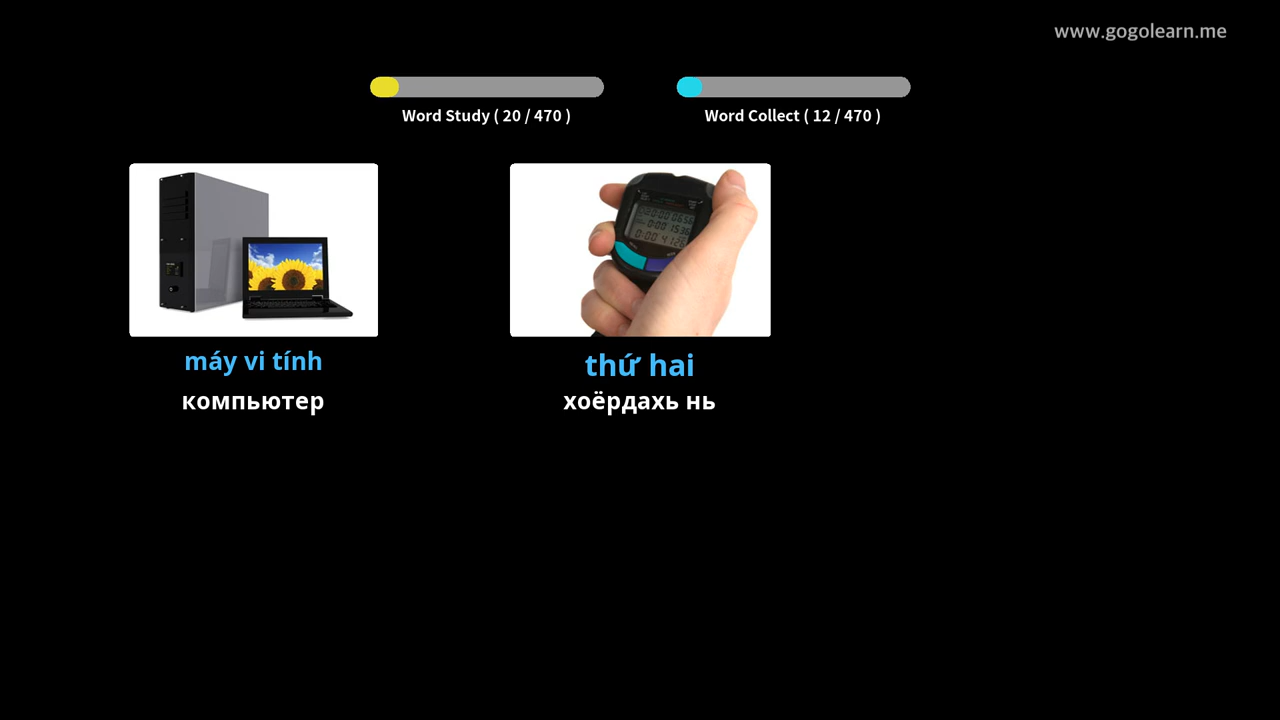 www.gogolearn.me
Word Study ( 20 / 470 )
Word Collect ( 12 / 470 )
máy vi tính
компьютер
thứ hai
хоёрдахь нь